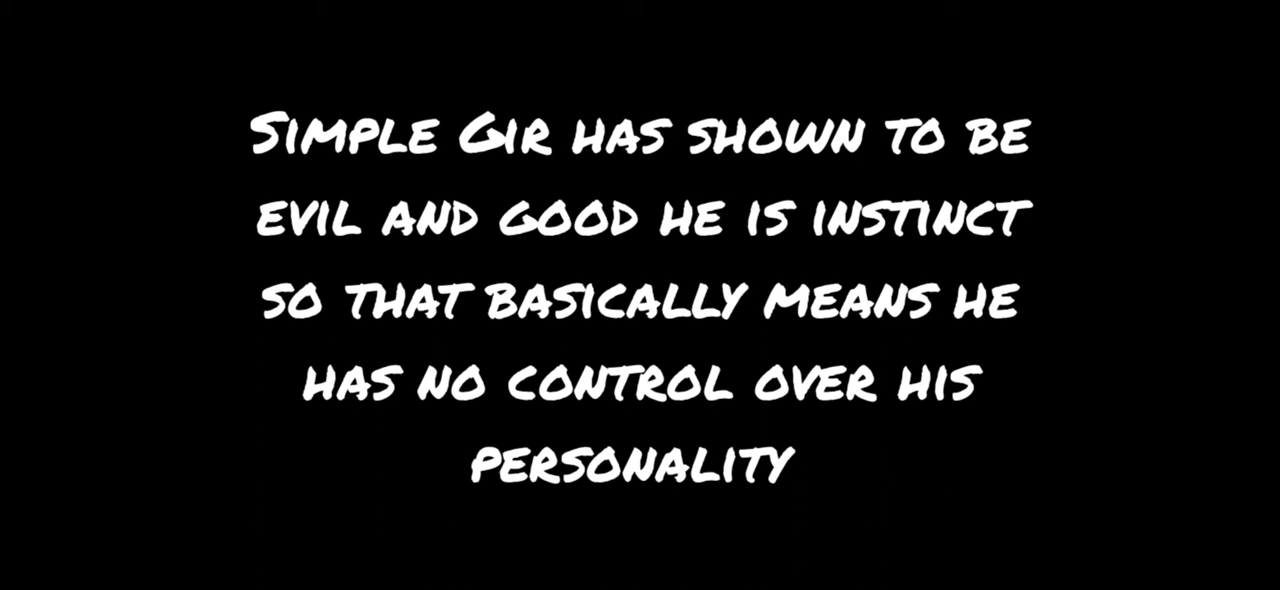 Simple Gir has shown to be
evil and good he is instinct
so that basically means he
has no control over his
personality